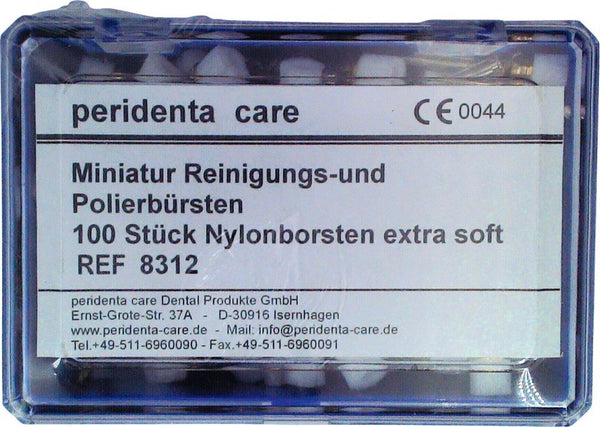 peridenta care CE 0044
Miniatur Reinigungs-und
Polierbürsten
100 Stück Nylonborsten extra soft
REF 8312
peridenta care Dental Produkte GmbH
Ernst-Grote-Str. 37A - D-30916 Isernhagen
www.peridenta-care.de - Mail: info@peridenta-care.de
Tel.+49-511-6960090 - Fax.+49-511-6960091